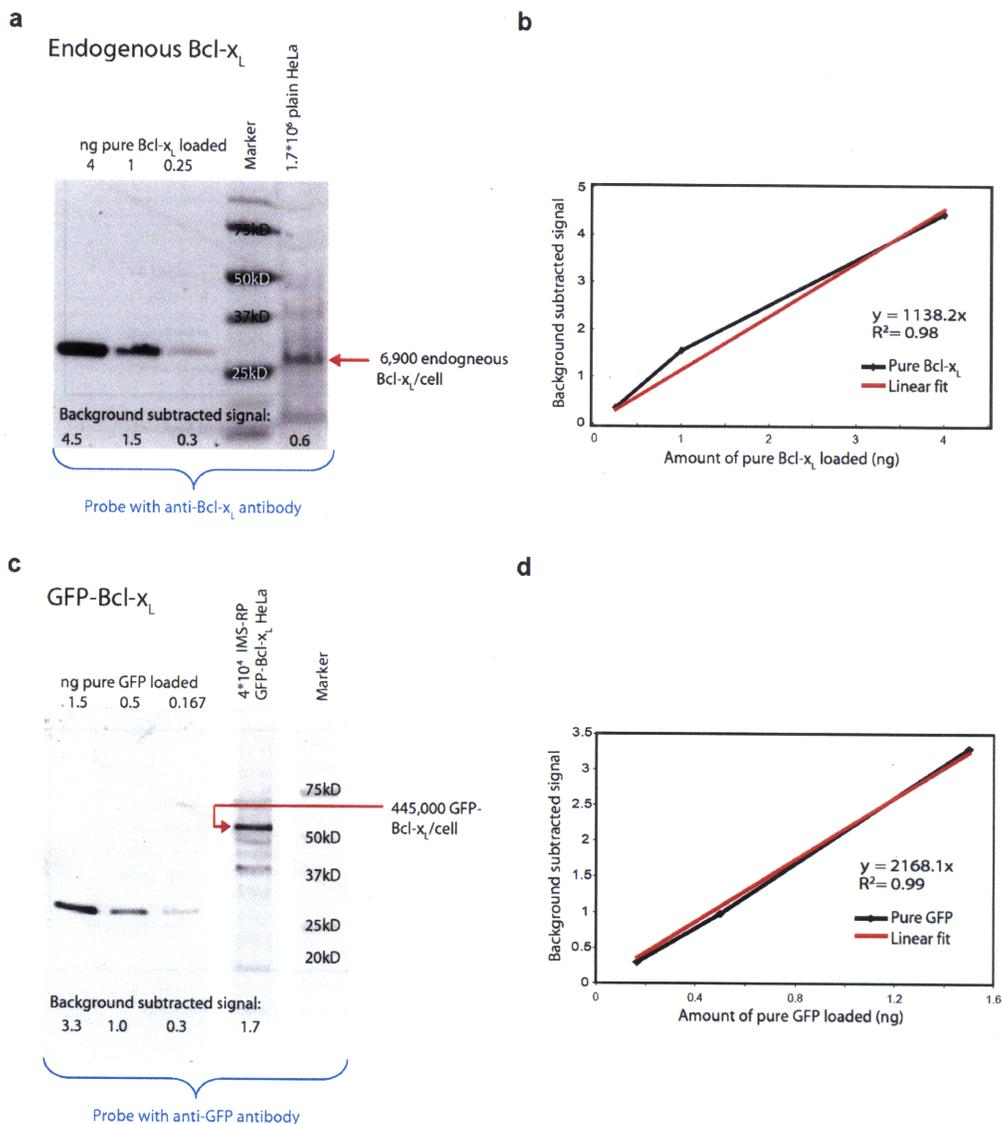 a
Endogenous Bcl-xL
ng pure Bcl-xL loaded
4 1 0.25
Marker
1.7*10⁶ plain HeLa
75kD
50kD
37kD
25kD
6,900 endogneous
Bcl-xL/cell
Background subtracted signal:
4.5 1.5 0.3 0.6
Probe with anti-Bcl-xL antibody
b
Background subtracted signal
5
4
3
2
1
0
0 1 2 3 4
Amount of pure Bcl-xL loaded (ng)
y = 1138.2x
R²= 0.98
Pure Bcl-xL
Linear fit
c
GFP-Bcl-xL
ng pure GFP loaded
1.5 0.5 0.167
4*10⁴ IMS-RP
GFP-Bcl-xL HeLa
Marker
75kD
50kD
37kD
25kD
20kD
445,000 GFP-
Bcl-xL/cell
Background subtracted signal:
3.3 1.0 0.3 1.7
Probe with anti-GFP antibody
d
Background subtracted signal
3.5
3
2.5
2
1.5
1
0.5
0
0 0.4 0.8 1.2 1.6
Amount of pure GFP loaded (ng)
y = 2168.1x
R²= 0.99
Pure GFP
Linear fit